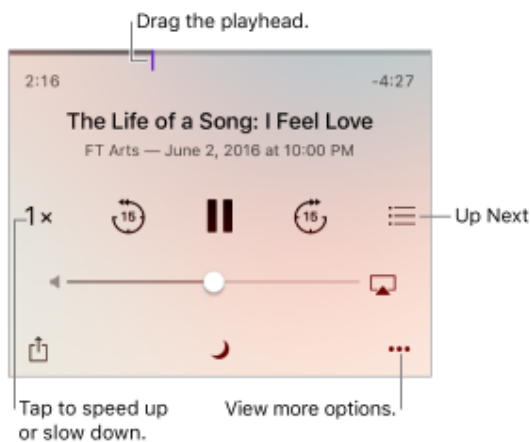 Drag the playhead.
2:16
-4:27
The Life of a Song: I Feel Love
FT Arts — June 2, 2016 at 10:00 PM
1×
15
15
Up Next
Tap to speed up
or slow down.
View more options.